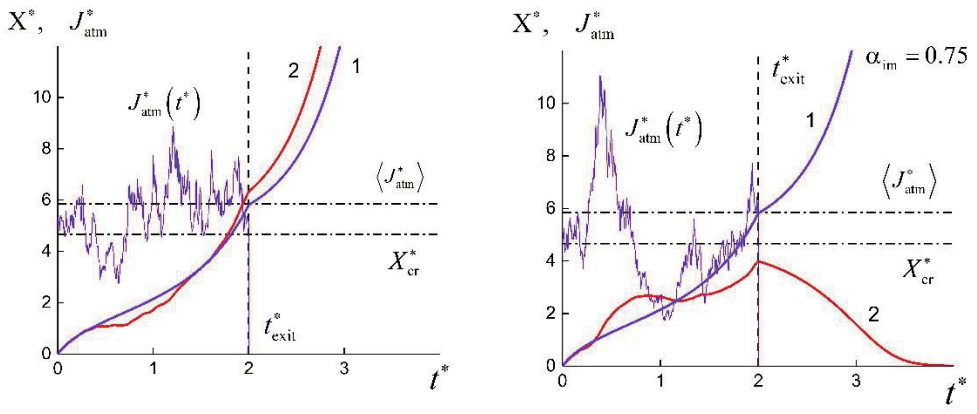 X*, J*atm
10
8
6
4
2
0
J*atm(t*)
2
1
⟨J*atm⟩
X*cr
t*exit
0
1
2
3
t*
X*, J*atm
10
8
6
4
2
0
t*exit
αim = 0.75
J*atm(t*)
1
⟨J*atm⟩
X*cr
2
0
1
2
3
t*